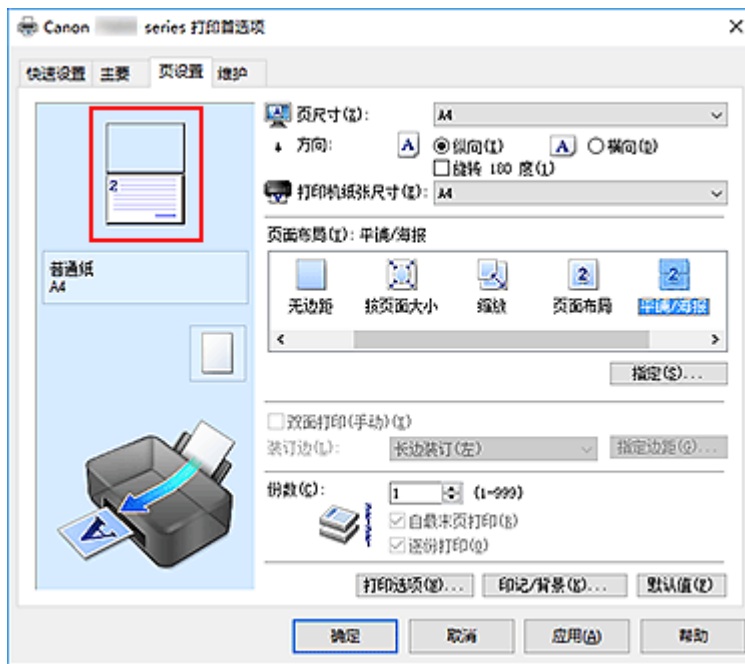 Canon series 打印首选项
快速设置 主要 页设置 维护
页尺寸(Z): A4
方向: A 纵向(I) A 横向(D)
旋转 180 度(1)
打印机纸张尺寸(E): A4
2
页面布局(T): 平铺/海报
普通纸
A4
2 2
无边距 按页面大小 缩放 页面布局 平铺/海报
指定(S)...
双面打印(手动)(X)
装订边(L): 长边装订(左) 指定边距(G)...
份数(C): 1 (1-999)
自最末页打印(B)
逐份打印(O)
A
打印选项(N)... 印记/背景(K)... 默认值(F)
确定 取消 应用(A) 帮助